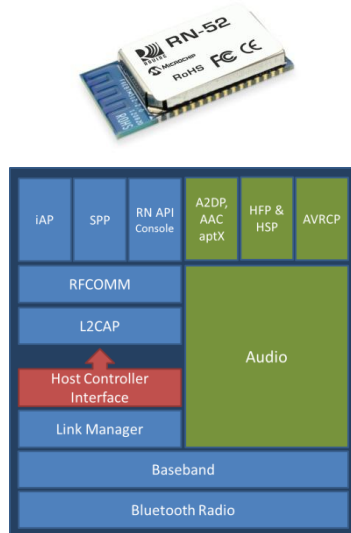 ROVING
RN-52
MICROCHIP
RoHS
FC CE
iAP
SPP
RN API
Console
A2DP,
AAC
aptX
HFP &
HSP
AVRCP
RFCOMM
L2CAP
Audio
Host Controller
Interface
Link Manager
Baseband
Bluetooth Radio